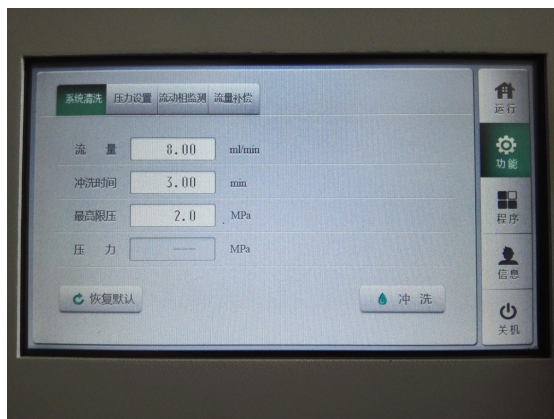 系统清洗 压力设置 流动相监测 流量补偿
流 量 8.00 ml/min
冲洗时间 3.00 min
最高限压 2.0 MPa
压 力 --- MPa
恢复默认 冲 洗
运行
功能
程序
信息
关机